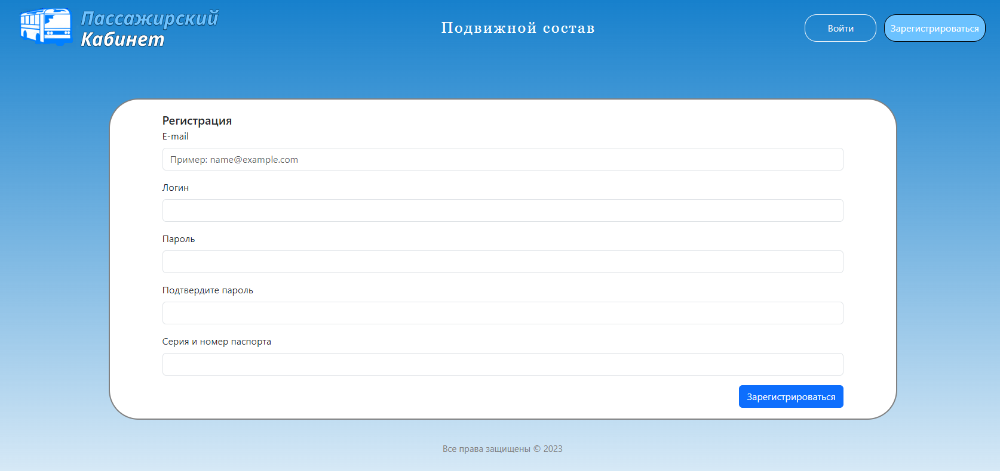 Пассажирский
Кабинет
Подвижной состав
Войти
Зарегистрироваться
Регистрация
E-mail
Пример: name@example.com
Логин
Пароль
Подтвердите пароль
Серия и номер паспорта
Зарегистрироваться
Все права защищены © 2023